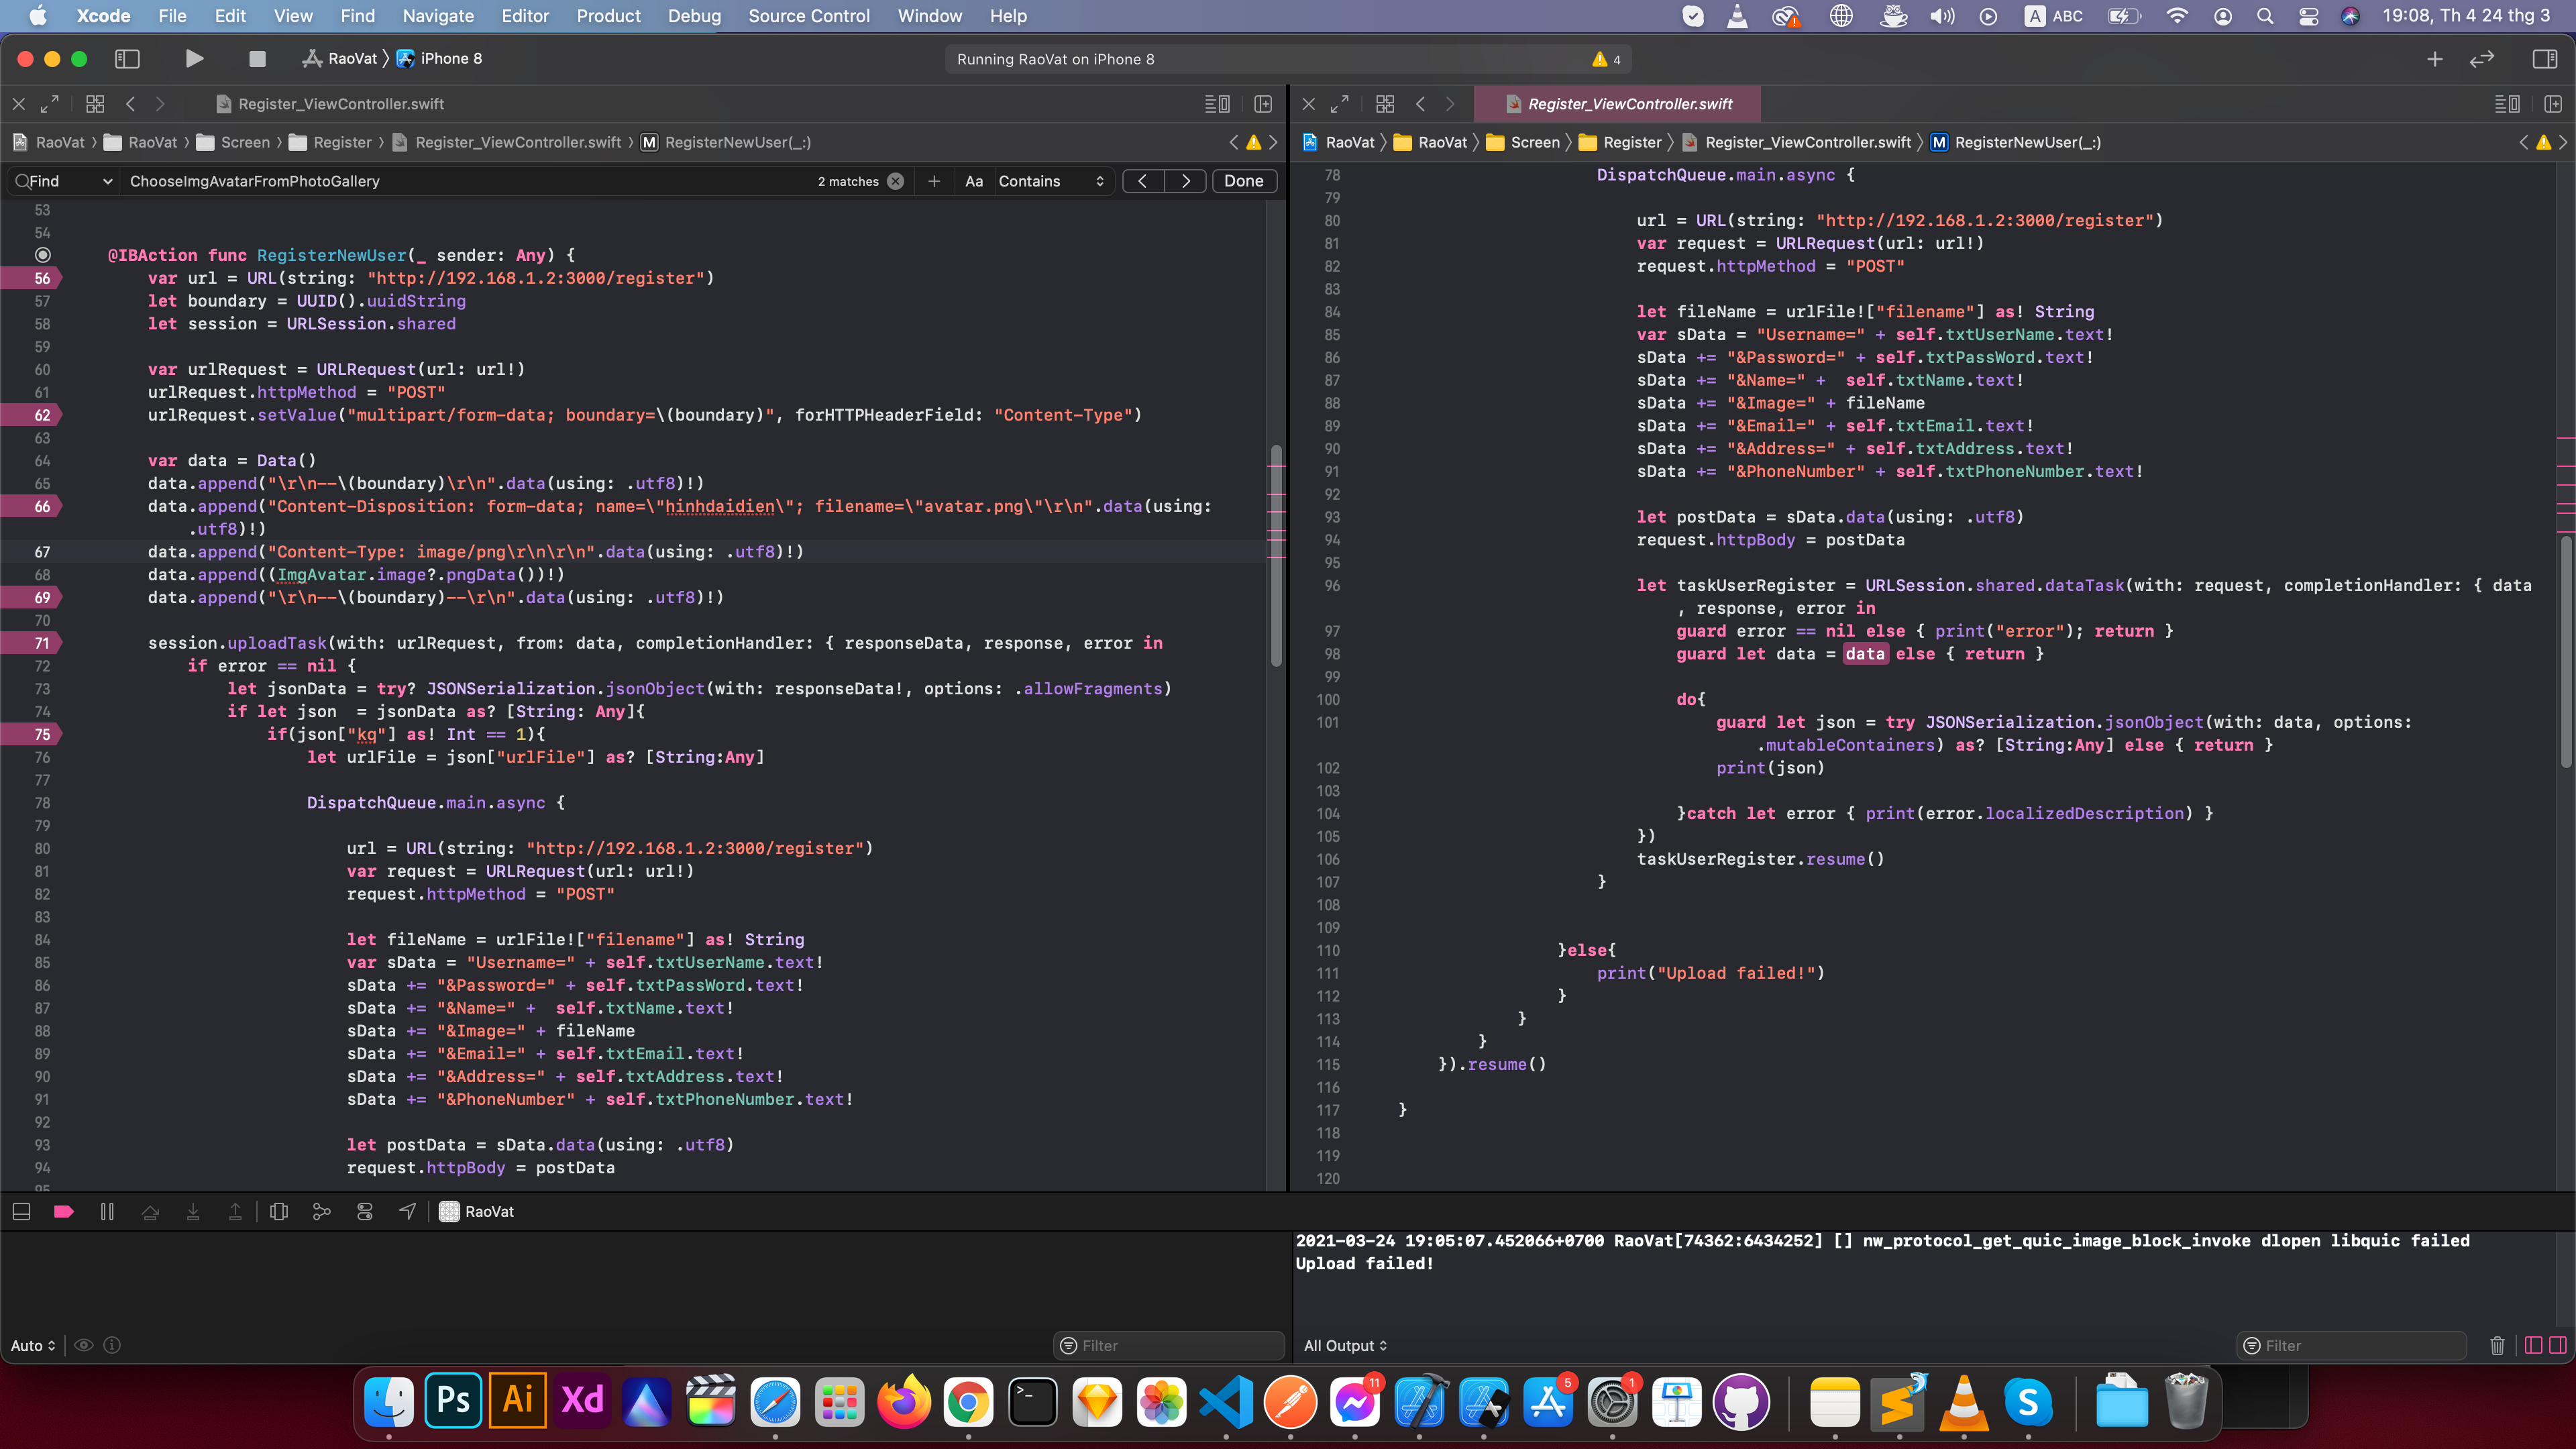 Xcode File Edit View Find Navigate Editor Product Debug Source Control Window Help
A ABC 19:08, Th 4 24 thg 3
RaoVat 〉 iPhone 8
Running RaoVat on iPhone 8
4
Register_ViewController.swift
RaoVat 〉 RaoVat 〉 Screen 〉 Register 〉 Register_ViewController.swift 〉 M RegisterNewUser(_:)
Find ChooseImgAvatarFromPhotoGallery 2 matches Aa Contains Done
53
54
@IBAction func RegisterNewUser(_ sender: Any) {
56 var url = URL(string: "http://192.168.1.2:3000/register")
57 let boundary = UUID().uuidString
58 let session = URLSession.shared
59
60 var urlRequest = URLRequest(url: url!)
61 urlRequest.httpMethod = "POST"
62 urlRequest.setValue("multipart/form-data; boundary=\(boundary)", forHTTPHeaderField: "Content-Type")
63
64 var data = Data()
65 data.append("\r\n--\(boundary)\r\n".data(using: .utf8)!)
66 data.append("Content-Disposition: form-data; name=\"hinhdaidien\"; filename=\"avatar.png\"\r\n".data(using:
.utf8)!)
67 data.append("Content-Type: image/png\r\n\r\n".data(using: .utf8)!)
68 data.append((ImgAvatar.image?.pngData())!)
69 data.append("\r\n--\(boundary)--\r\n".data(using: .utf8)!)
70
71 session.uploadTask(with: urlRequest, from: data, completionHandler: { responseData, response, error in
72 if error == nil {
73 let jsonData = try? JSONSerialization.jsonObject(with: responseData!, options: .allowFragments)
74 if let json  = jsonData as? [String: Any]{
75 if(json["kq"] as! Int == 1){
76 let urlFile = json["urlFile"] as? [String:Any]
77
78 DispatchQueue.main.async {
79
80 url = URL(string: "http://192.168.1.2:3000/register")
81 var request = URLRequest(url: url!)
82 request.httpMethod = "POST"
83
84 let fileName = urlFile!["filename"] as! String
85 var sData = "Username=" + self.txtUserName.text!
86 sData += "&Password=" + self.txtPassWord.text!
87 sData += "&Name=" +  self.txtName.text!
88 sData += "&Image=" + fileName
89 sData += "&Email=" + self.txtEmail.text!
90 sData += "&Address=" + self.txtAddress.text!
91 sData += "&PhoneNumber" + self.txtPhoneNumber.text!
92
93 let postData = sData.data(using: .utf8)
94 request.httpBody = postData
95
Register_ViewController.swift
RaoVat 〉 RaoVat 〉 Screen 〉 Register 〉 Register_ViewController.swift 〉 M RegisterNewUser(_:)
78 DispatchQueue.main.async {
79
80 url = URL(string: "http://192.168.1.2:3000/register")
81 var request = URLRequest(url: url!)
82 request.httpMethod = "POST"
83
84 let fileName = urlFile!["filename"] as! String
85 var sData = "Username=" + self.txtUserName.text!
86 sData += "&Password=" + self.txtPassWord.text!
87 sData += "&Name=" +  self.txtName.text!
88 sData += "&Image=" + fileName
89 sData += "&Email=" + self.txtEmail.text!
90 sData += "&Address=" + self.txtAddress.text!
91 sData += "&PhoneNumber" + self.txtPhoneNumber.text!
92
93 let postData = sData.data(using: .utf8)
94 request.httpBody = postData
95
96 let taskUserRegister = URLSession.shared.dataTask(with: request, completionHandler: { data
, response, error in
97 guard error == nil else { print("error"); return }
98 guard let data = data else { return }
99
100 do{
101 guard let json = try JSONSerialization.jsonObject(with: data, options:
.mutableContainers) as? [String:Any] else { return }
102 print(json)
103
104 }catch let error { print(error.localizedDescription) }
105 })
106 taskUserRegister.resume()
107 }
108
109
110 }else{
111 print("Upload failed!")
112 }
113 }
114 }
115 }).resume()
116
117 }
118
119
120
RaoVat
2021-03-24 19:05:07.452066+0700 RaoVat[74362:6434252] [] nw_protocol_get_quic_image_block_invoke dlopen libquic failed
Upload failed!
Auto Filter
All Output Filter
Ps Ai Xd 11 5 1 S